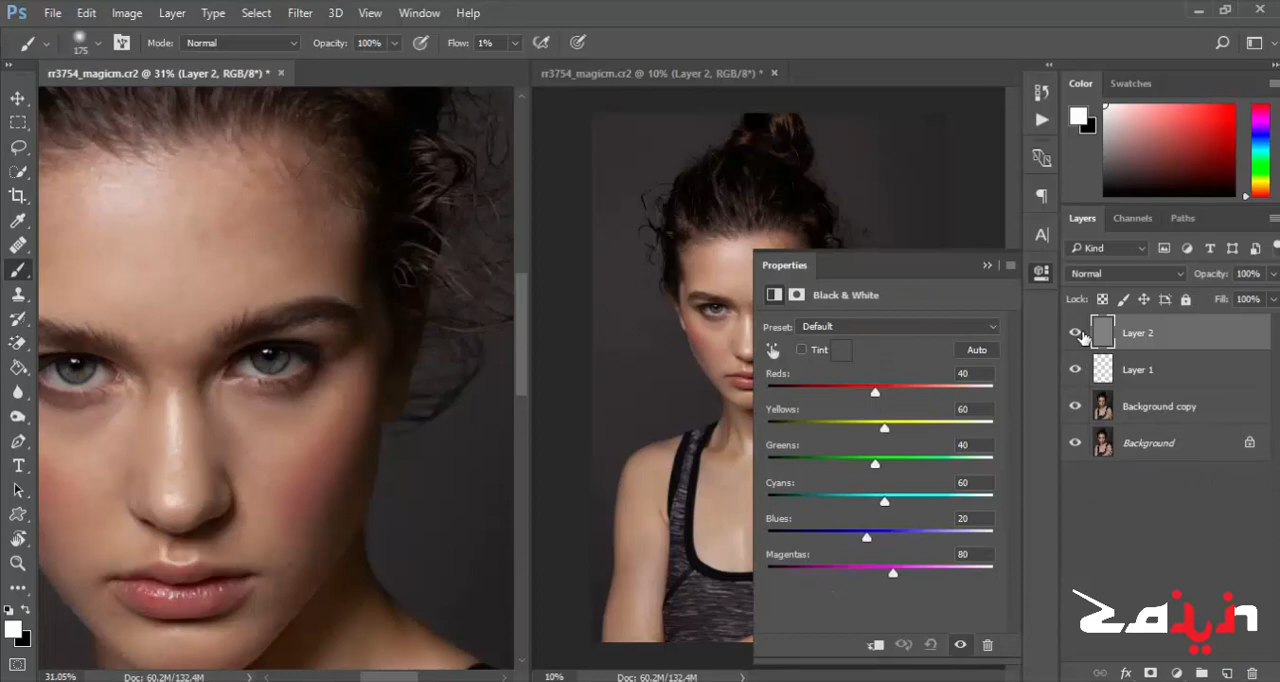 Ps File Edit Image Layer Type Select Filter 3D View Window Help
175 Mode: Normal Opacity: 100% Flow: 1%
rr3754_magicm.cr2 @ 31% (Layer 2, RGB/8*) * ×
rr3754_magicm.cr2 @ 10% (Layer 2, RGB/8*) * ×
Color Swatches
Layers Channels Paths
Kind
Normal Opacity: 100%
Lock: Fill: 100%
Layer 2
Layer 1
Background copy
Background
Properties
Black & White
Preset: Default
Tint Auto
Reds: 40
Yellows: 60
Greens: 40
Cyans: 60
Blues: 20
Magentas: 80
31.05% Doc: 60.2M/132.4M
10% Doc: 60.2M/132.4M